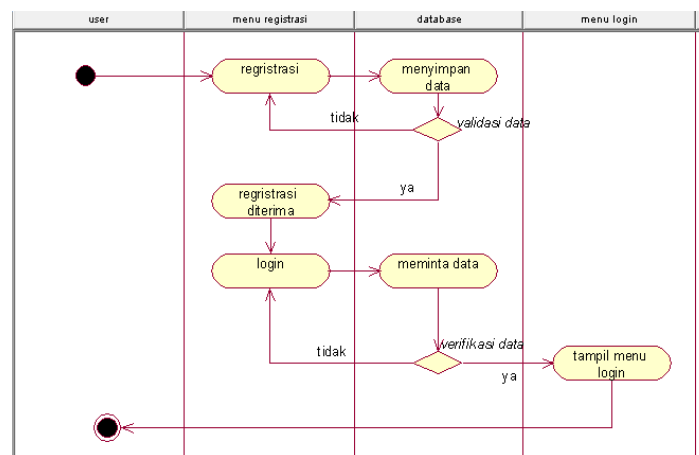 user
menu registrasi
database
menu login
regristrasi
menyimpan
data
tidak
validasi data
ya
regristrasi
diterima
login
meminta data
tidak
verifikasi data
ya
tampil menu
login